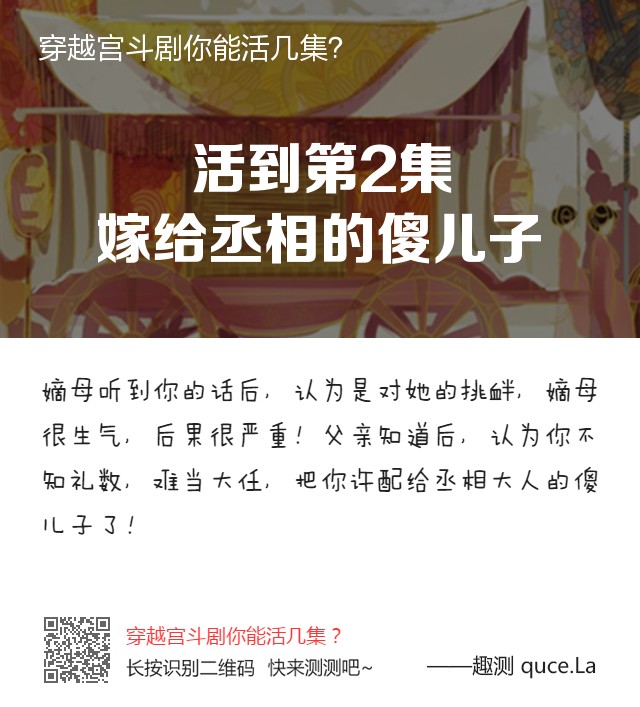 穿越宫斗剧你能活几集?
活到第2集
嫁给丞相的傻儿子
嫡母听到你的话后，认为是对她的挑衅，嫡母
很生气，后果很严重！父亲知道后，认为你不
知礼数，难当大任，把你许配给丞相大人的傻
儿子了！
穿越宫斗剧你能活几集？
长按识别二维码 快来测测吧~
——趣测 quce.La